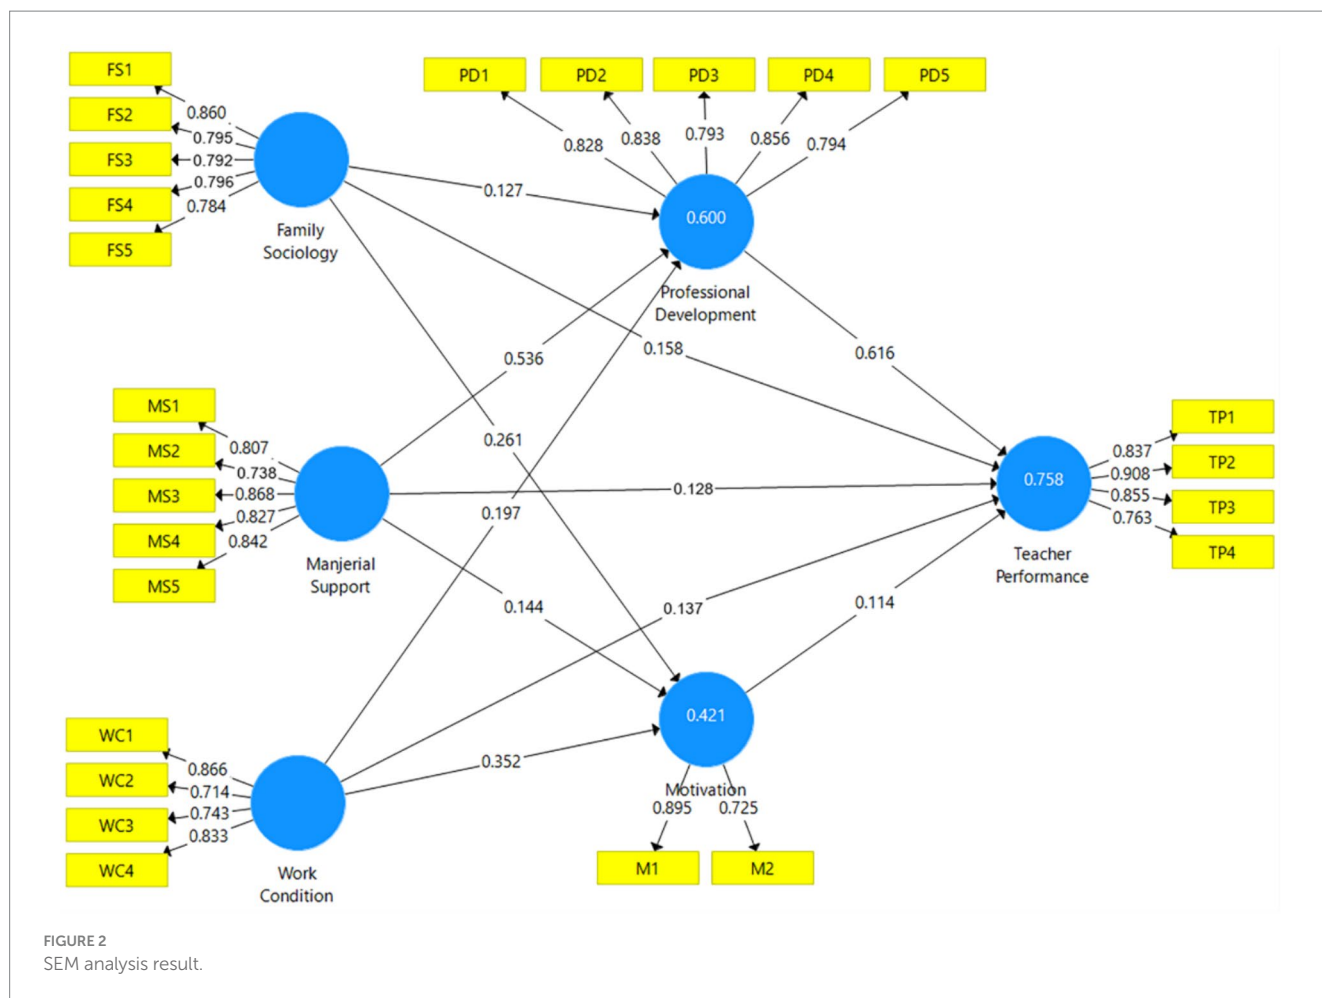 FS1
FS2
FS3
FS4
FS5
0.860
0.795
0.792
0.796
0.784
Family
Sociology
PD1
PD2
PD3
PD4
PD5
0.828
0.838
0.793
0.856
0.794
0.600
Professional
Development
0.127
0.158
0.261
0.536
0.128
0.144
0.197
0.137
0.352
0.616
0.114
MS1
MS2
MS3
MS4
MS5
0.807
0.738
0.868
0.827
0.842
Manjerial
Support
TP1
TP2
TP3
TP4
0.837
0.908
0.855
0.763
0.758
Teacher
Performance
WC1
WC2
WC3
WC4
0.866
0.714
0.743
0.833
Work
Condition
0.421
Motivation
0.895
0.725
M1
M2
FIGURE 2
SEM analysis result.